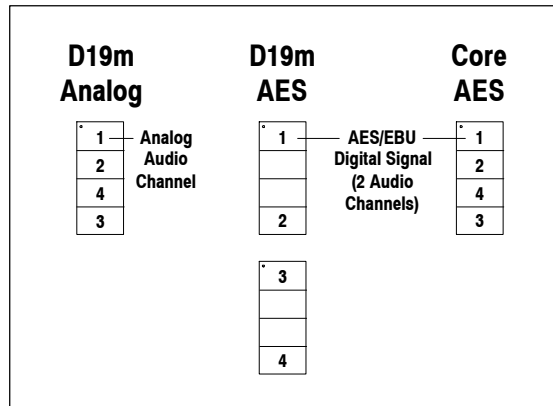 D19m
Analog
D19m
AES
Core
AES
1
2
4
3
Analog
Audio
Channel
1
2
3
4
AES/EBU
Digital Signal
(2 Audio
Channels)
1
2
4
3